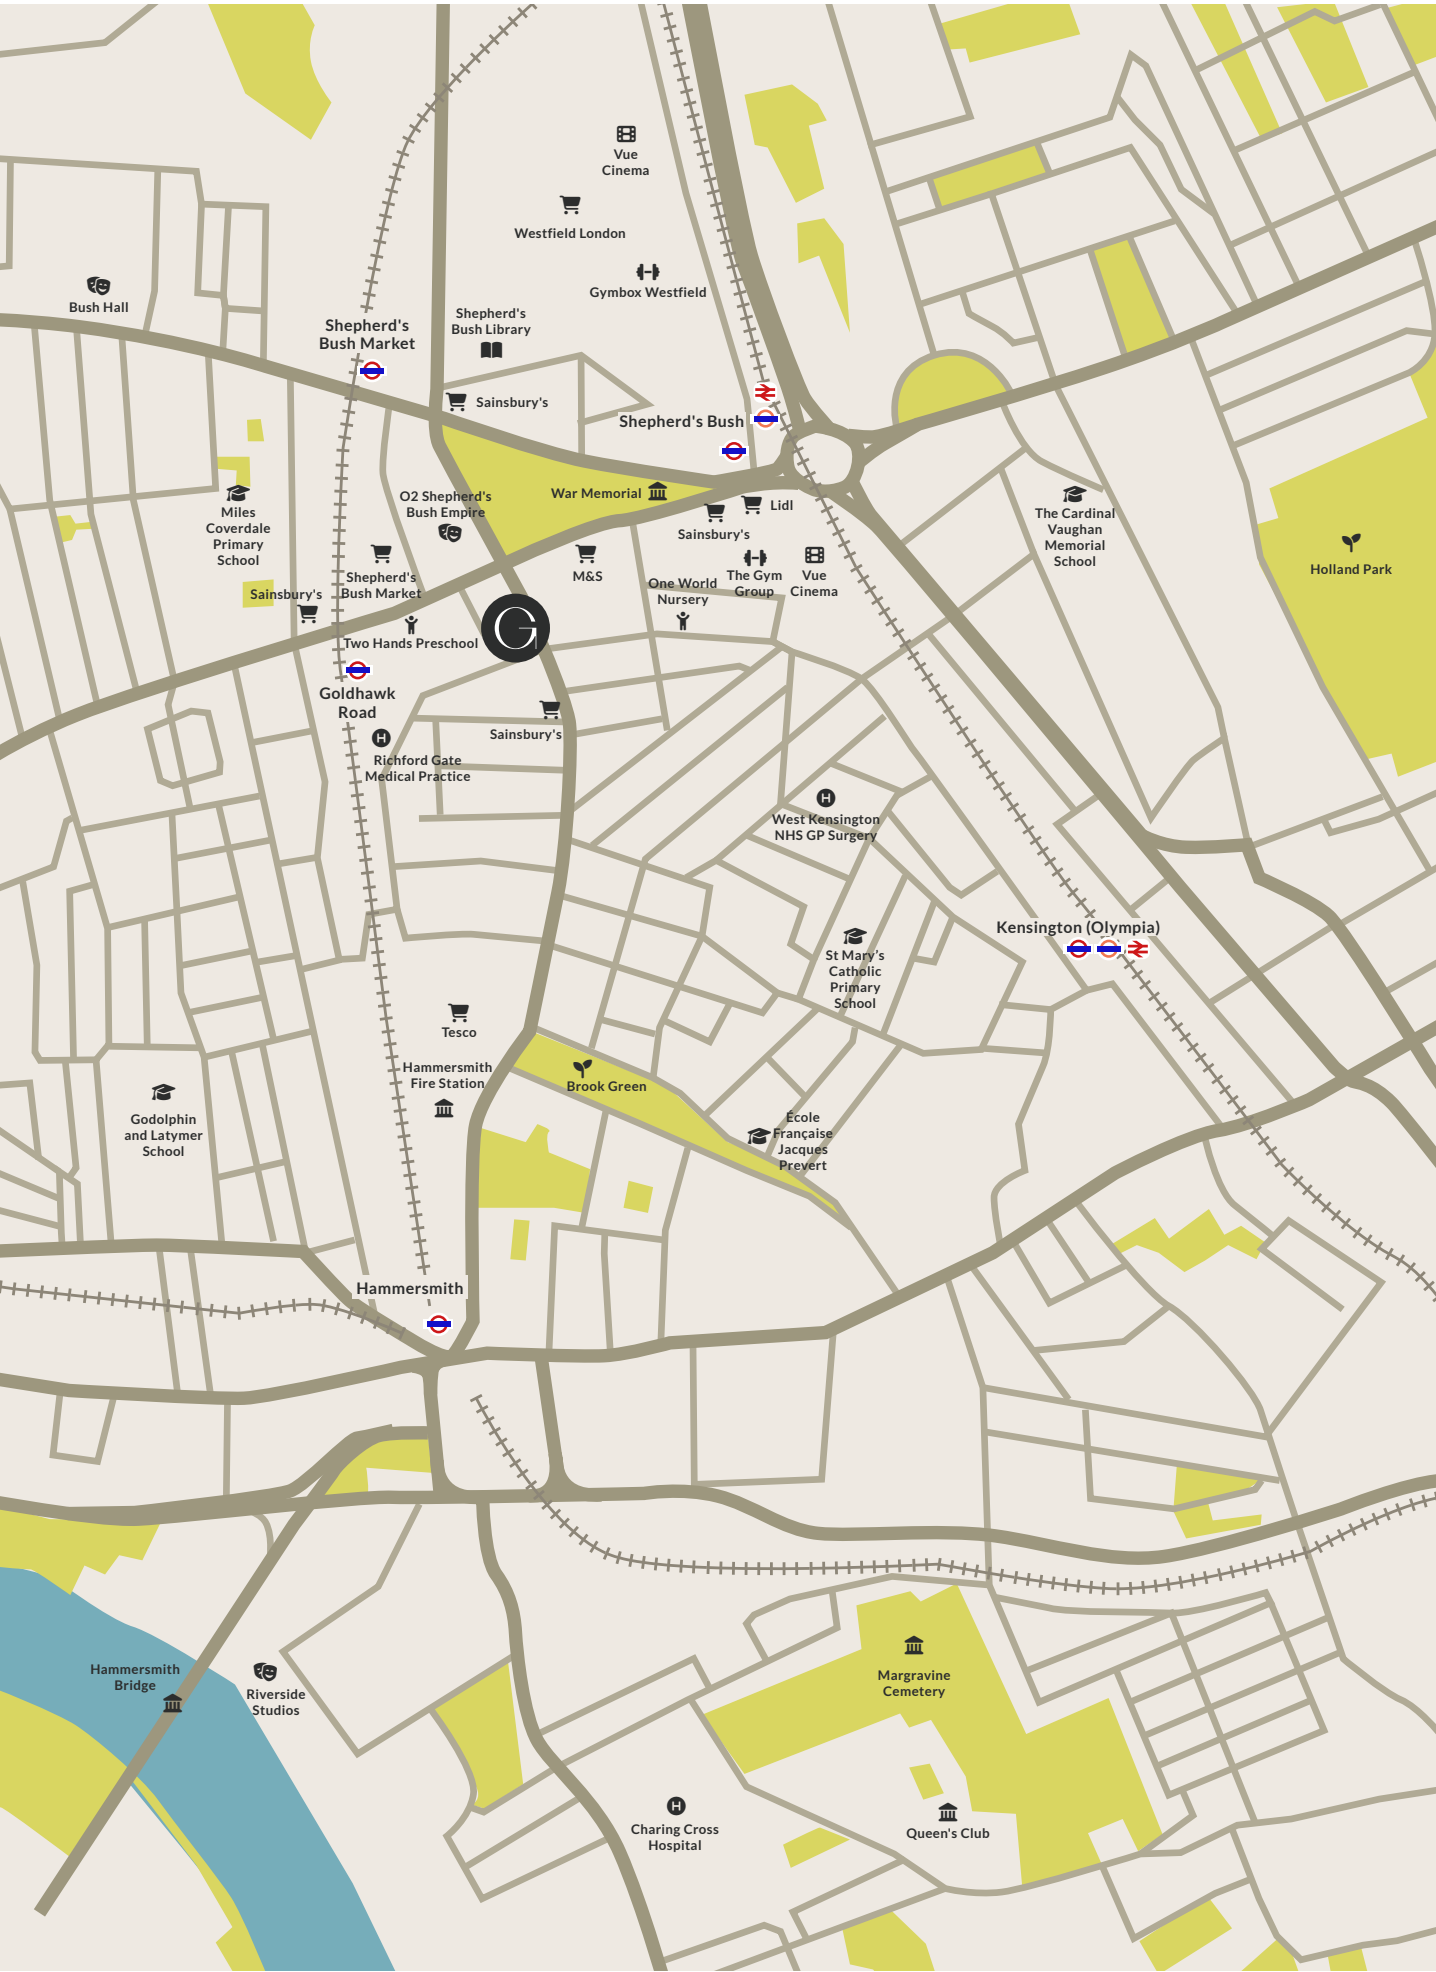 Vue
Cinema
Westfield London
Gymbox Westfield
Bush Hall
Shepherd's
Bush Library
Shepherd's
Bush Market
Sainsbury's
Shepherd's Bush
War Memorial
O2 Shepherd's
Bush Empire
Miles
Coverdale
Primary
School
Lidl
Sainsbury's
The Cardinal
Vaughan
Memorial
School
Holland Park
Shepherd's
Bush Market
M&S
One World
Nursery
The Gym
Group
Vue
Cinema
Sainsbury's
G
Two Hands Preschool
Goldhawk
Road
Sainsbury's
H
Richford Gate
Medical Practice
H
West Kensington
NHS GP Surgery
Kensington (Olympia)
St Mary's
Catholic
Primary
School
Tesco
Hammersmith
Fire Station
Brook Green
Godolphin
and Latymer
School
École
Française
Jacques
Prevert
Hammersmith
Hammersmith
Bridge
Riverside
Studios
Margravine
Cemetery
H
Charing Cross
Hospital
Queen's Club